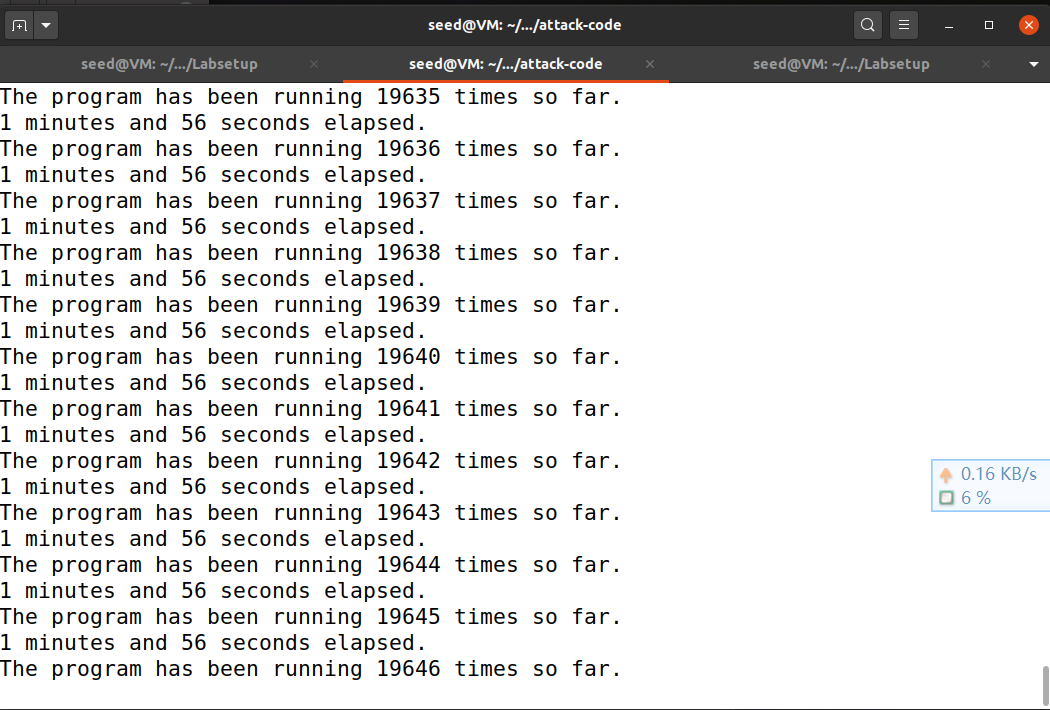 seed@VM: ~/.../attack-code
seed@VM: ~/.../Labsetup
seed@VM: ~/.../attack-code
seed@VM: ~/.../Labsetup
The program has been running 19635 times so far.
1 minutes and 56 seconds elapsed.
The program has been running 19636 times so far.
1 minutes and 56 seconds elapsed.
The program has been running 19637 times so far.
1 minutes and 56 seconds elapsed.
The program has been running 19638 times so far.
1 minutes and 56 seconds elapsed.
The program has been running 19639 times so far.
1 minutes and 56 seconds elapsed.
The program has been running 19640 times so far.
1 minutes and 56 seconds elapsed.
The program has been running 19641 times so far.
1 minutes and 56 seconds elapsed.
The program has been running 19642 times so far.
1 minutes and 56 seconds elapsed.
The program has been running 19643 times so far.
1 minutes and 56 seconds elapsed.
The program has been running 19644 times so far.
1 minutes and 56 seconds elapsed.
The program has been running 19645 times so far.
1 minutes and 56 seconds elapsed.
The program has been running 19646 times so far.
0.16 KB/s
6 %